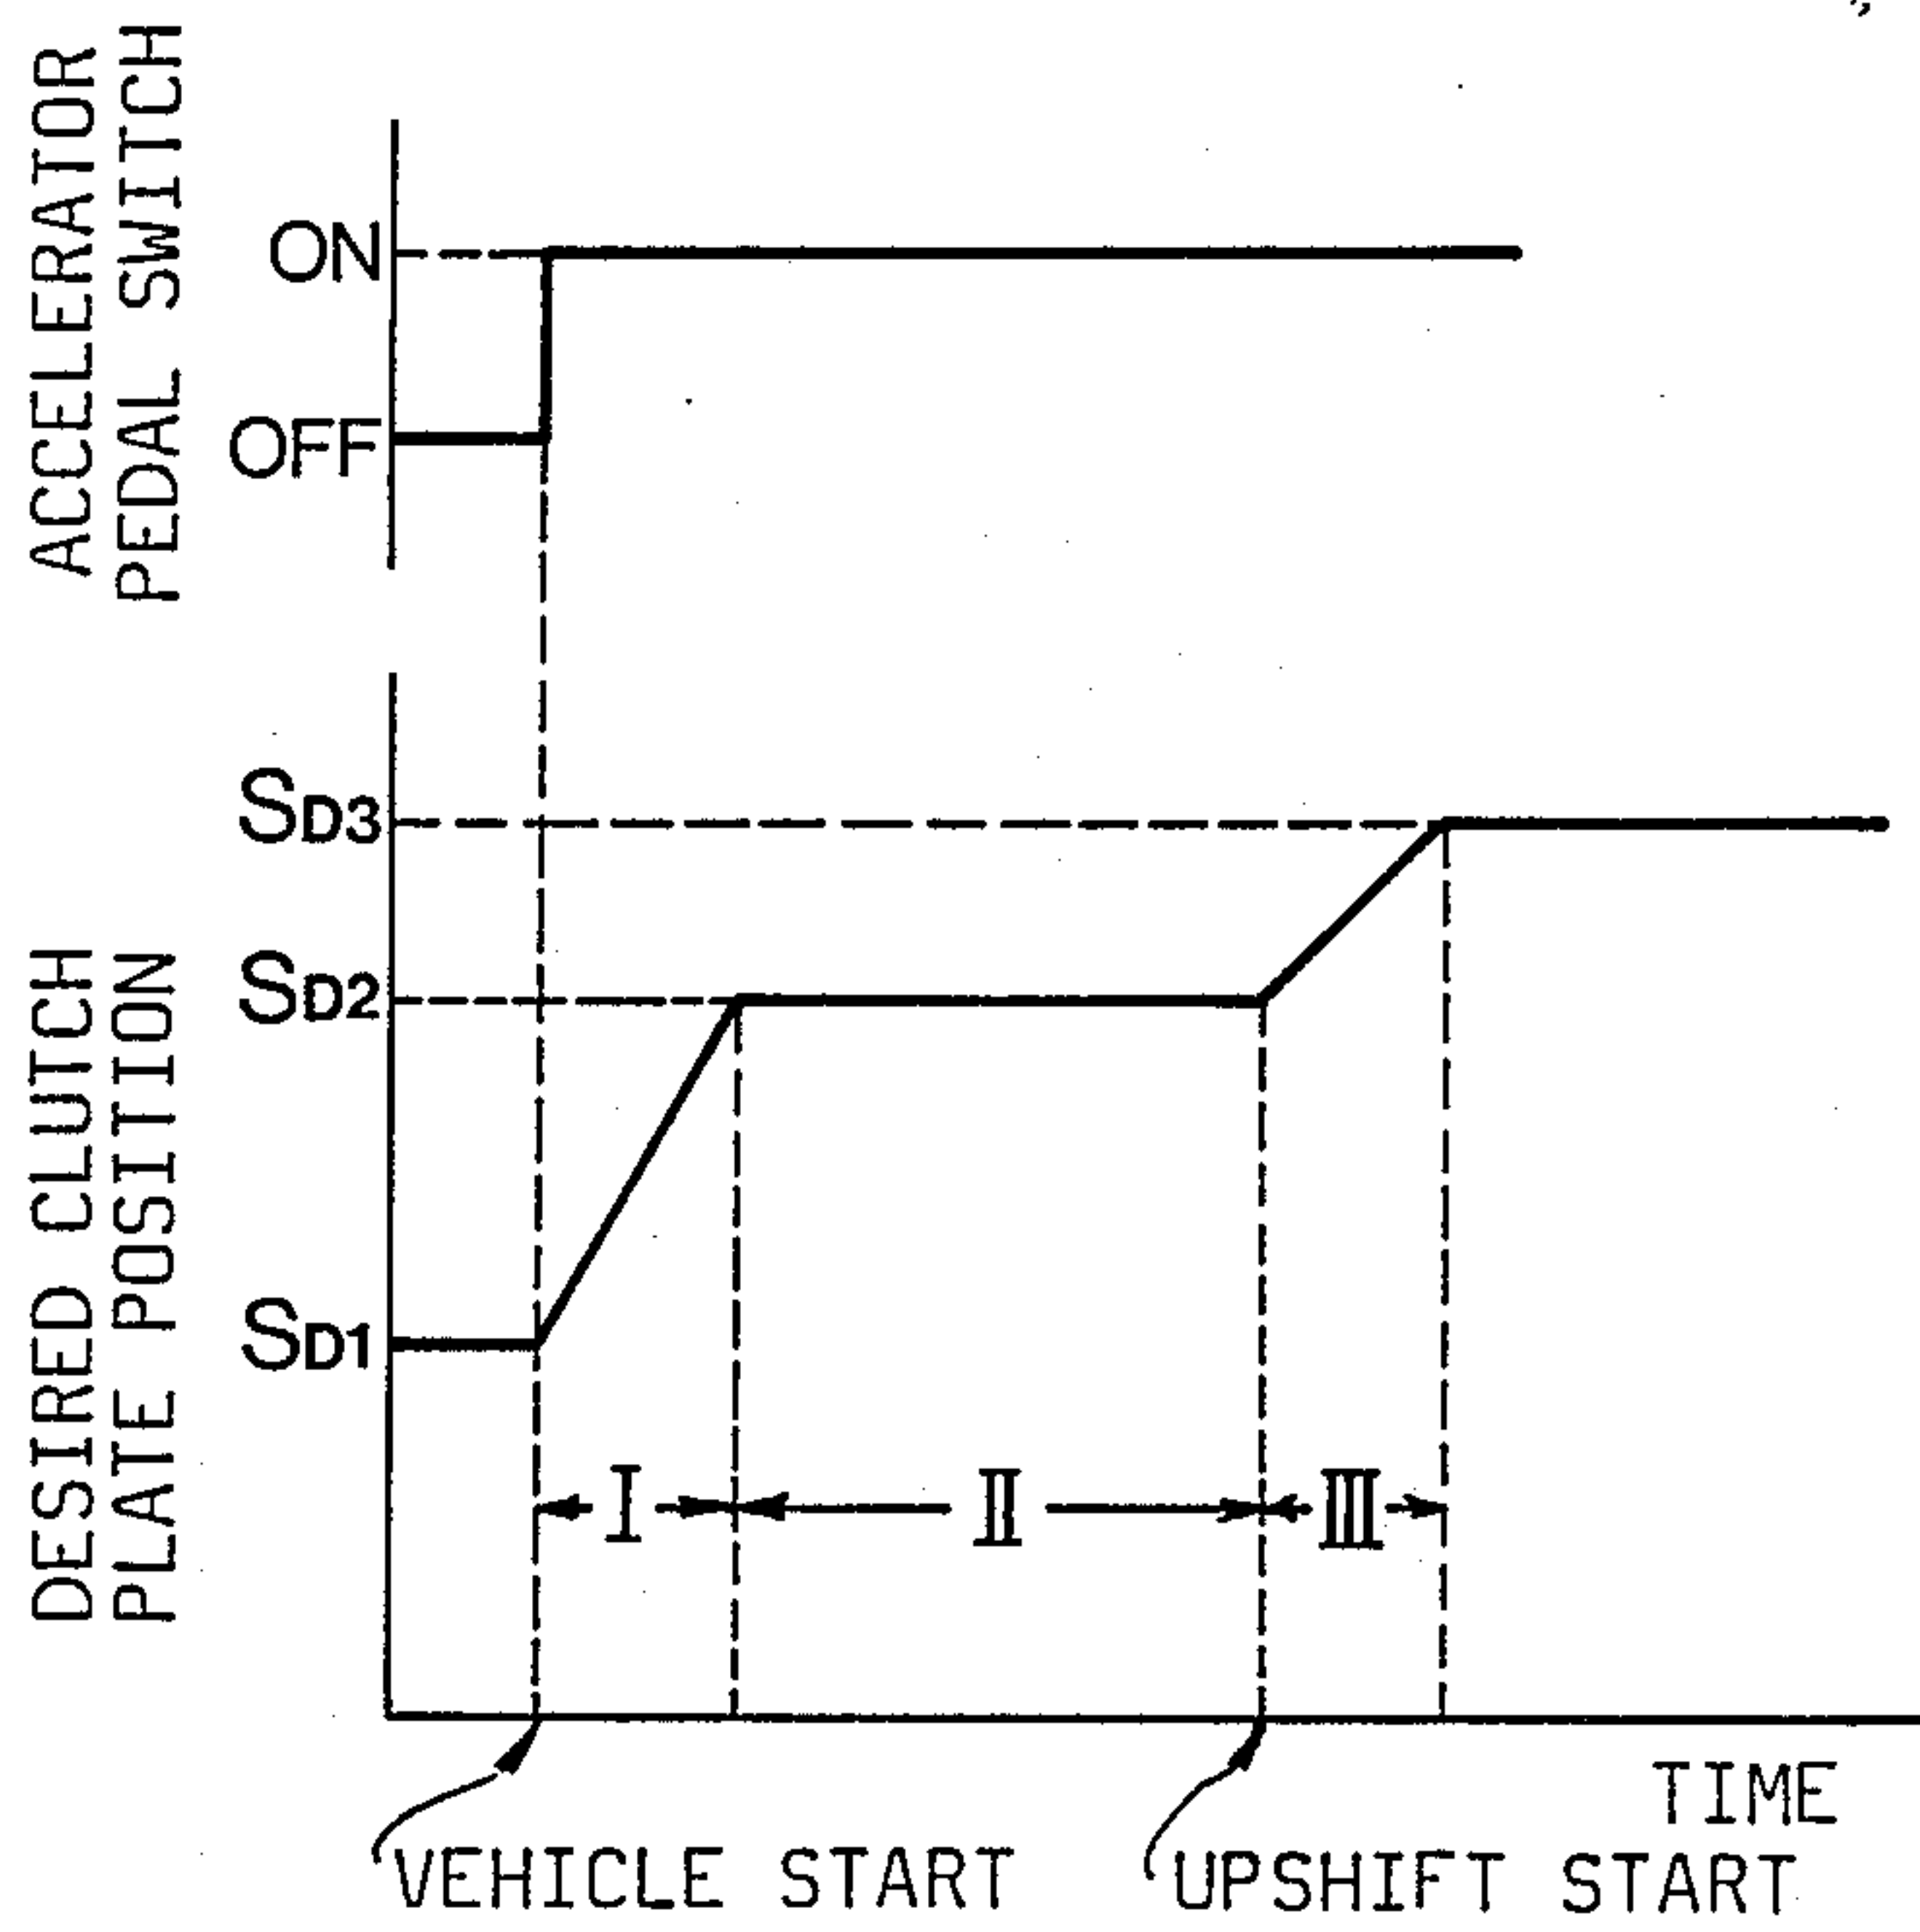 ACCELERATOR
PEDAL SWITCH
ON
OFF
DESIRED CLUTCH
PLATE POSITION
SD3
SD2
SD1
I II III
TIME
VEHICLE START UPSHIFT START